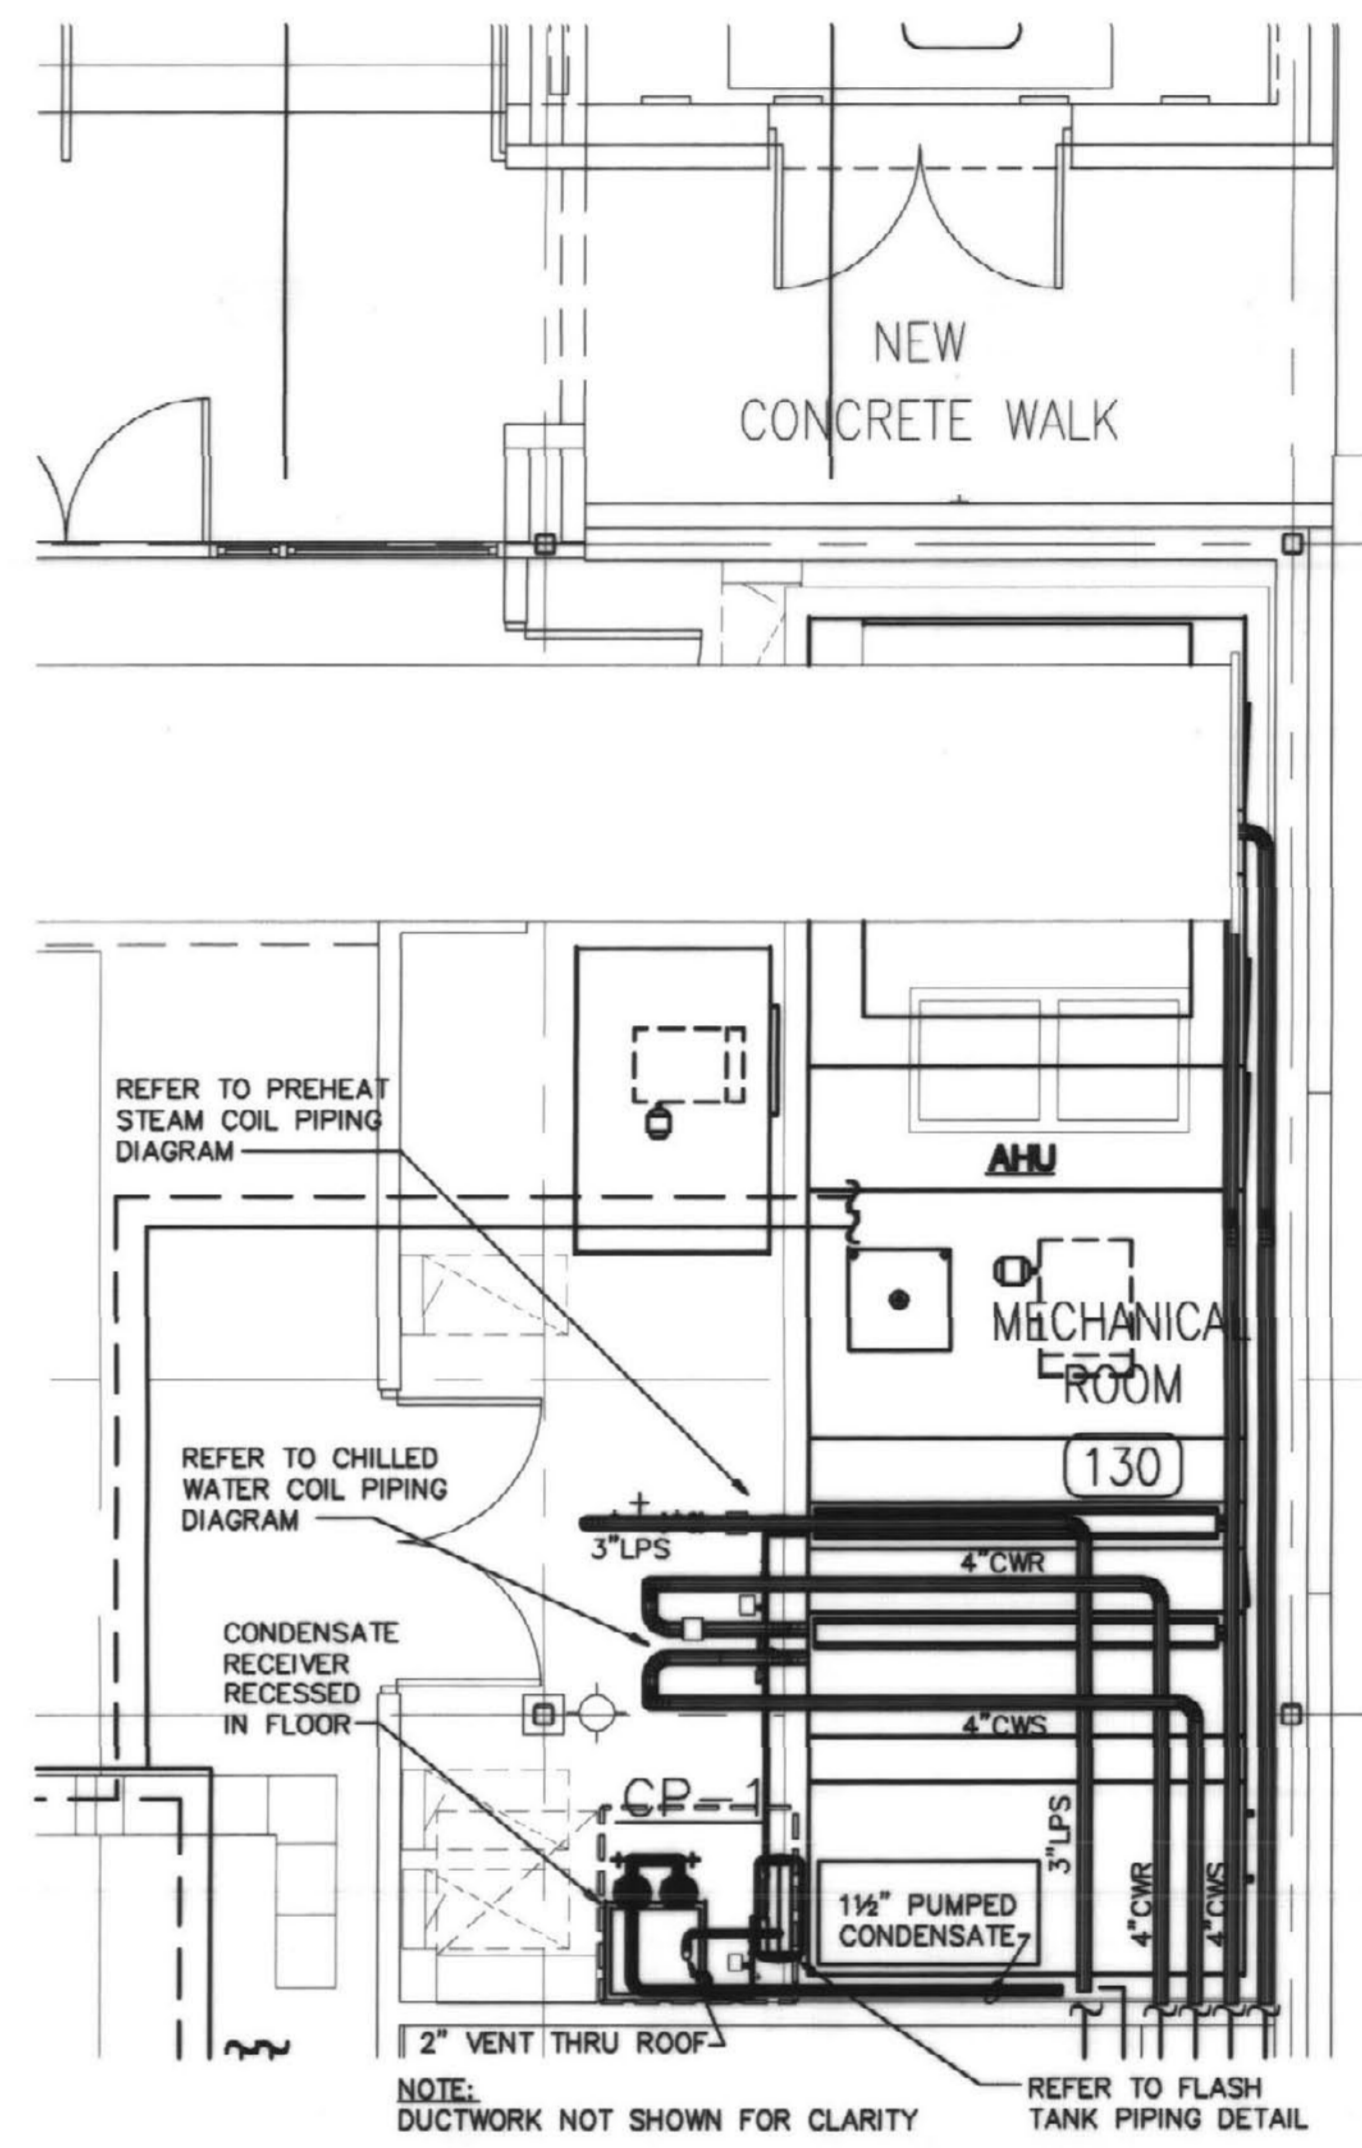 NEW
CONCRETE WALK
REFER TO PREHEAT
STEAM COIL PIPING
DIAGRAM
AHU
MECHANICAL
ROOM
130
REFER TO CHILLED
WATER COIL PIPING
DIAGRAM
3"LPS
4"CWR
CONDENSATE
RECEIVER
RECESSED
IN FLOOR
4"CWS
CP-1
3"LPS
4"CWR
4"CWS
1½" PUMPED
CONDENSATE
2" VENT THRU ROOF
NOTE:
DUCTWORK NOT SHOWN FOR CLARITY
REFER TO FLASH
TANK PIPING DETAIL